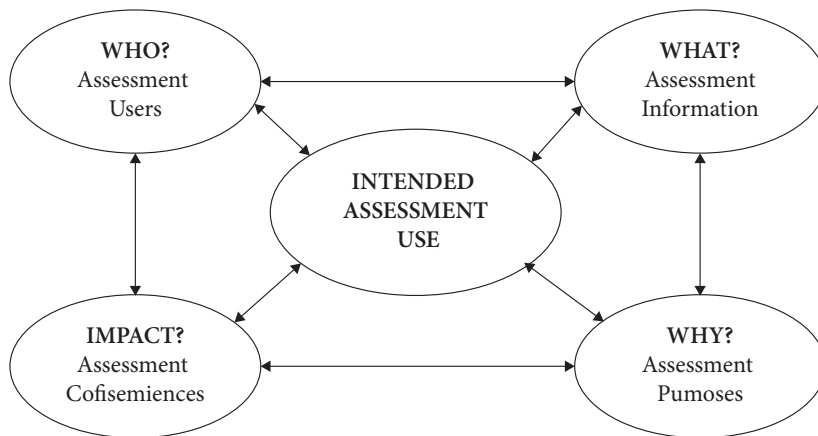 WHO?
Assessment
Users
WHAT?
Assessment
Information
INTENDED
ASSESSMENT
USE
IMPACT?
Assessment
Cofisemiences
WHY?
Assessment
Pumoses